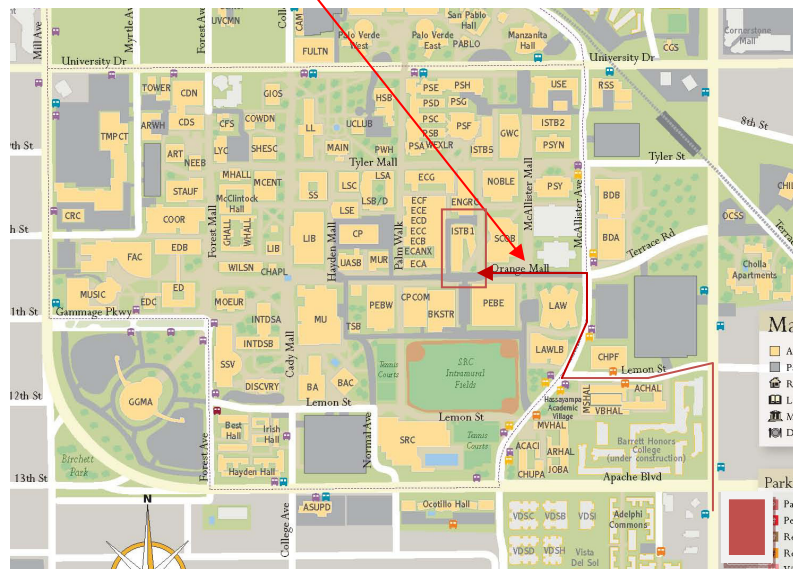 Mill Ave
Myrtle Av
Forest Av
UVCMN
Coll
CAM
FULTN
Palo Verde
West
Palo Verde
East
San Pablo
Hall
PABLO
Manzanita
Hall
CGS
Cornerstone
Mall
University Dr
University Dr
TOWER
CDN
GIOS
HSB
PSE
PSH
USE
RSS
8th St
CDS
ARWH
CFS
COWDN
LL
UCLUB
PSD
PSG
PSC
PSF
GWC
ISTB2
TMPCT
ART
NEEB
LYC
SHESC
MAIN
PWH
PSB
PSA
WEXLR
ISTB5
PSYN
7th St
Tyler Mall
Tyler St
STAUF
MHALL
MCENT
SS
LSC
LSA
ECG
NOBLE
PSY
McAllister Mall
McAllister Ave
BDB
McClintock
Hall
LSB/D
LSE
ECF
ENGRC
CRC
COOR
Forest Mall
GHALL
WHALL
LIB
LIB
Hayden Mall
CP
Palm Walk
ECE
ECD
ECC
ECB
ISTB1
SCOB
BDA
OCSS
FAC
EDB
WILSN
CHAPL
UASB
MUR
ECANX
ECA
Orange Mall
Terrace Rd
Cholla
Apartments
MUSIC
EDC
ED
MOEUR
MU
PEBW
CPCOM
BKSTR
PEBE
LAW
Gammage Pkwy
INTDSA
INTDSB
TSB
LAWLB
Cady Mall
SSV
DISCVRY
BA
BAC
Tennis
Courts
SRC
Intramural
Fields
CHPF
Lemon St
GGMA
12th St
Lemon St
Lemon St
Hassayampa
Academic
Village
MSHAL
ACHAL
VBHAL
MVHAL
Best
Hall
Irish
Hall
Normal Ave
SRC
Tennis
Courts
ACACI
ARHAL
JOBA
CHUPA
Barrett Honors
College
(under construction)
Birchett
Park
Forest Ave
Hayden Hall
13th St
Apache Blvd
N
College Ave
ASUPD
Ocotillo Hall
VDSC
VDSB
VDSI
VDSD
VDSH
Vista
Del Sol
Adelphi
Commons
Park